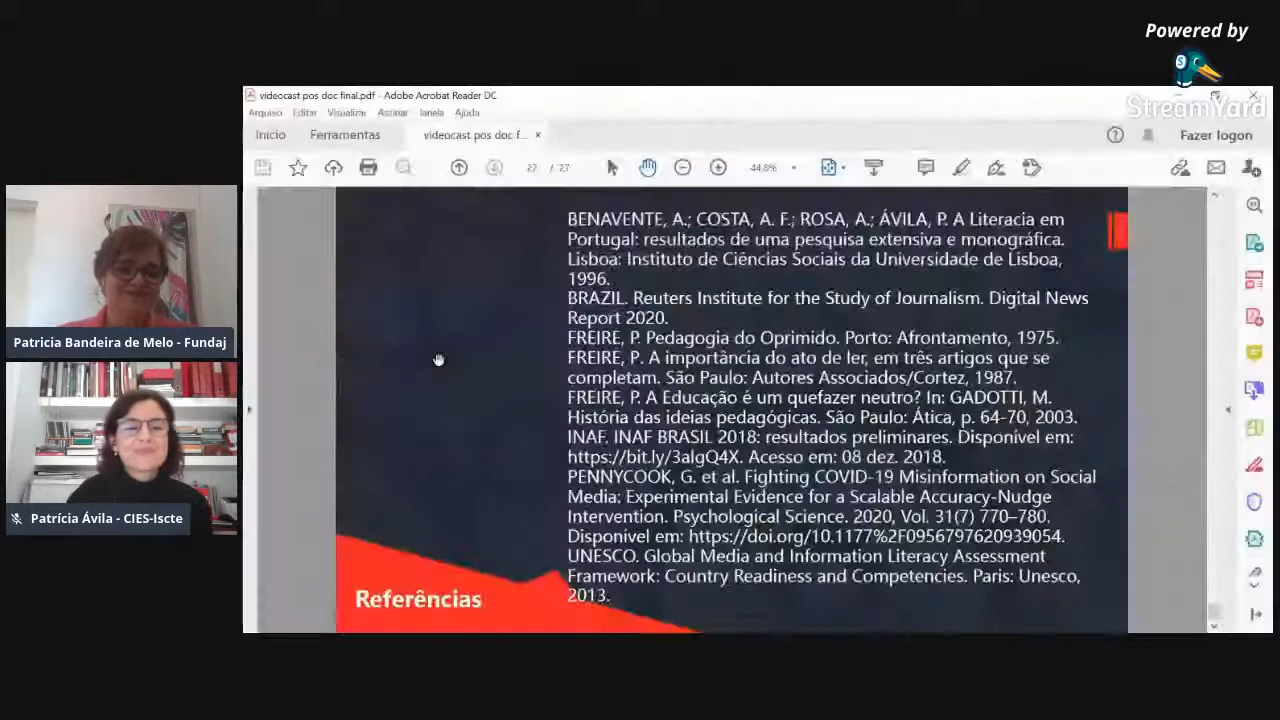 Powered by
StreamYard
videocast pos doc final.pdf - Adobe Acrobat Reader DC
Arquivo Editar Visualizar Assinar Janela Ajuda
Início Ferramentas videocast pos doc f... × Fazer logon
27 / 27 44,8%
BENAVENTE, A.; COSTA, A. F.; ROSA, A.; ÁVILA, P. A Literacia em
Portugal: resultados de uma pesquisa extensiva e monográfica.
Lisboa: Instituto de Ciências Sociais da Universidade de Lisboa,
1996.
BRAZIL. Reuters Institute for the Study of Journalism. Digital News
Report 2020.
FREIRE, P. Pedagogia do Oprimido. Porto: Afrontamento, 1975.
FREIRE, P. A importância do ato de ler, em três artigos que se
completam. São Paulo: Autores Associados/Cortez, 1987.
FREIRE, P. A Educação é um quefazer neutro? In: GADOTTI, M.
História das ideias pedagógicas. São Paulo: Ática, p. 64-70, 2003.
INAF. INAF BRASIL 2018: resultados preliminares. Disponível em:
https://bit.ly/3algQ4X. Acesso em: 08 dez. 2018.
PENNYCOOK, G. et al. Fighting COVID-19 Misinformation on Social
Media: Experimental Evidence for a Scalable Accuracy-Nudge
Intervention. Psychological Science. 2020, Vol. 31(7) 770–780.
Disponível em: https://doi.org/10.1177%2F0956797620939054.
UNESCO. Global Media and Information Literacy Assessment
Framework: Country Readiness and Competencies. Paris: Unesco,
2013.
Referências
Patricia Bandeira de Melo - Fundaj
Patrícia Ávila - CIES-Iscte